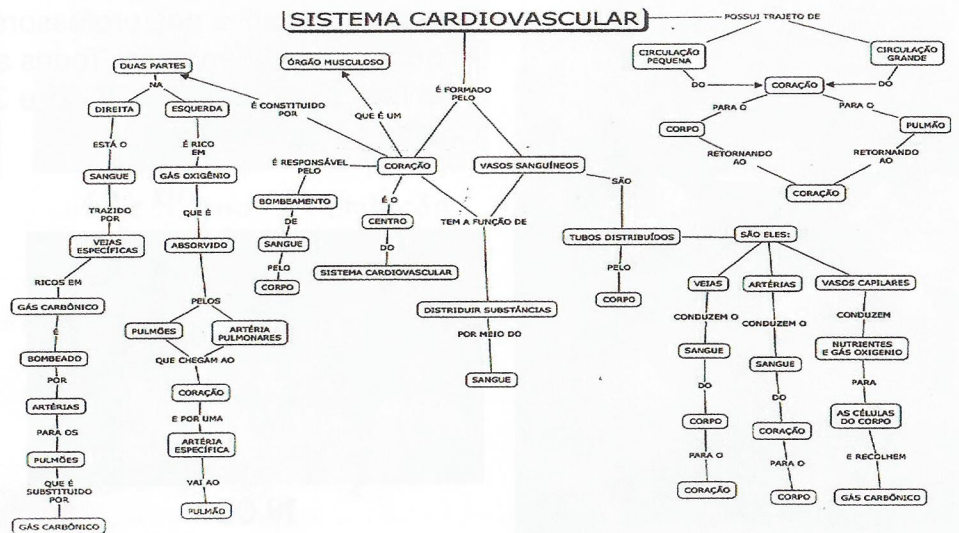 SISTEMA CARDIOVASCULAR
POSSUI TRAJETO DE
CIRCULAÇÃO
PEQUENA
CIRCULAÇÃO
GRANDE
DO
CORAÇÃO
DO
PARA O
PARA O
CORPO
PULMÃO
RETORNANDO
AO
RETORNANDO
AO
CORAÇÃO
É FORMADO
PELO
ÓRGÃO MUSCULOSO
QUE É UM
É CONSTITUIDO
POR
DUAS PARTES
NA
DIREITA
ESQUERDA
ESTÁ O
SANGUE
TRAZIDO
POR
VEIAS
ESPECÍFICAS
RICOS EM
GÁS CARBÔNICO
É
BOMBEADO
POR
ARTÉRIAS
PARA OS
PULMÕES
QUE É
SUBSTITUIDO
POR
GÁS CARBÔNICO
É RICO
EM
GÁS OXIGÊNIO
QUE É
ABSORVIDO
PELOS
PULMÕES
ARTÉRIA
PULMONARES
QUE CHEGAM AO
CORAÇÃO
E POR UMA
ARTÉRIA
ESPECÍFICA
VAI AO
PULMÃO
CORAÇÃO
É RESPONSÁVEL
PELO
BOMBEAMENTO
DE
SANGUE
PELO
CORPO
É O
CENTRO
DO
SISTEMA CARDIOVASCULAR
VASOS SANGUÍNEOS
TEM A FUNÇÃO DE
DISTRIBUIR SUBSTÂNCIAS
POR MEIO DO
SANGUE
SÃO
TUBOS DISTRIBUÍDOS
PELO
CORPO
SÃO ELES:
VEIAS
ARTÉRIAS
VASOS CAPILARES
CONDUZEM O
SANGUE
DO
CORPO
PARA O
CORAÇÃO
CONDUZEM O
SANGUE
DO
CORAÇÃO
PARA O
CORPO
CONDUZEM
NUTRIENTES
E GÁS OXIGENIO
PARA
AS CÉLULAS
DO CORPO
E RECOLHEM
GÁS CARBÔNICO